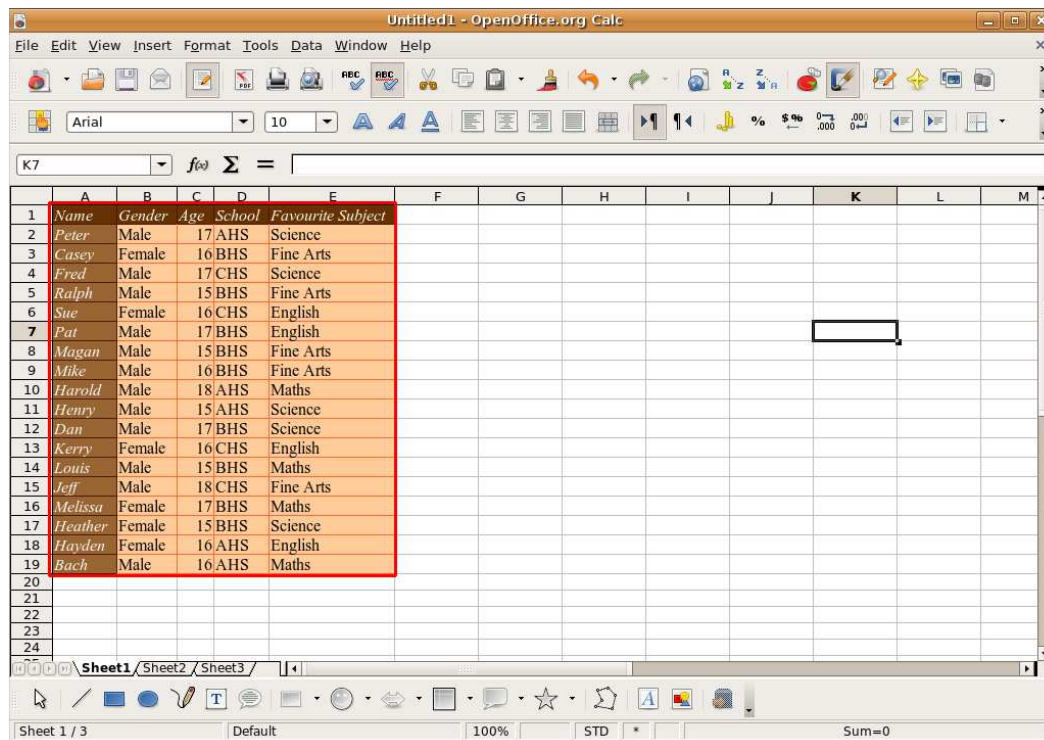 Untitled1 - OpenOffice.org Calc
File Edit View Insert Format Tools Data Window Help
Arial 10
K7 f(x) Σ =
A B C D E F G H I J K L M
1 Name Gender Age School Favourite Subject
2 Peter Male 17 AHS Science
3 Casey Female 16 BHS Fine Arts
4 Fred Male 17 CHS Science
5 Ralph Male 15 BHS Fine Arts
6 Sue Female 16 CHS English
7 Pat Male 17 BHS English
8 Magan Male 15 BHS Fine Arts
9 Mike Male 16 BHS Fine Arts
10 Harold Male 18 AHS Maths
11 Henry Male 15 AHS Science
12 Dan Male 17 BHS Science
13 Kerry Female 16 CHS English
14 Louis Male 15 BHS Maths
15 Jeff Male 18 CHS Fine Arts
16 Melissa Female 17 BHS Maths
17 Heather Female 15 BHS Science
18 Hayden Female 16 AHS English
19 Bach Male 16 AHS Maths
20
21
22
23
24
Sheet1 Sheet2 Sheet3
Sheet 1 / 3 Default 100% STD * Sum=0